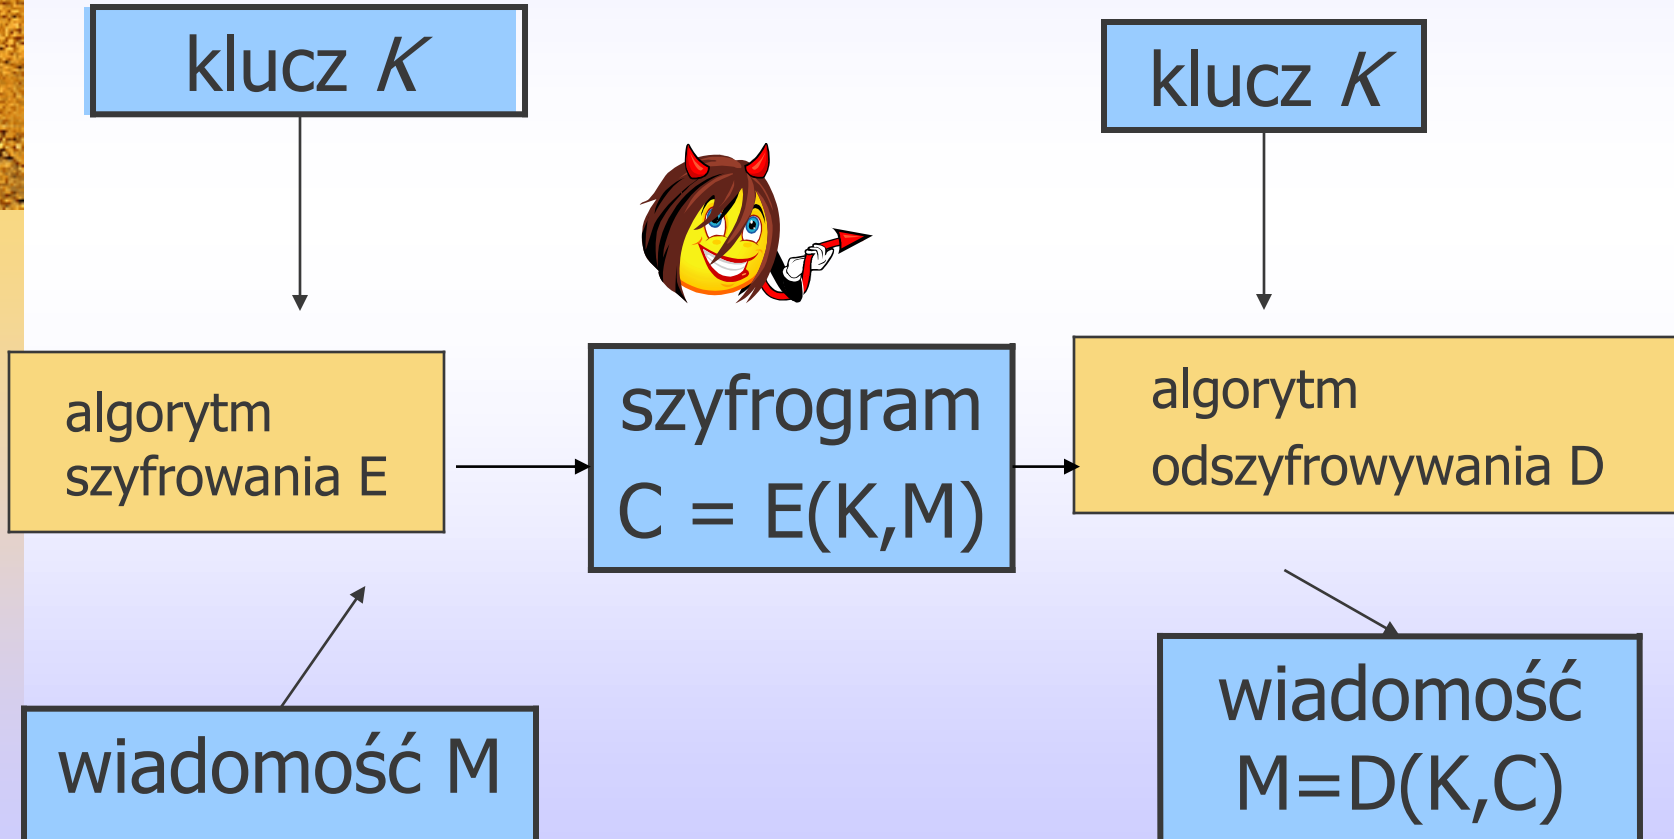 klucz K
klucz K
algorytm
szyfrowania E
szyfrogram
C = E(K,M)
algorytm
odszyfrowywania D
wiadomość M
wiadomość
M=D(K,C)